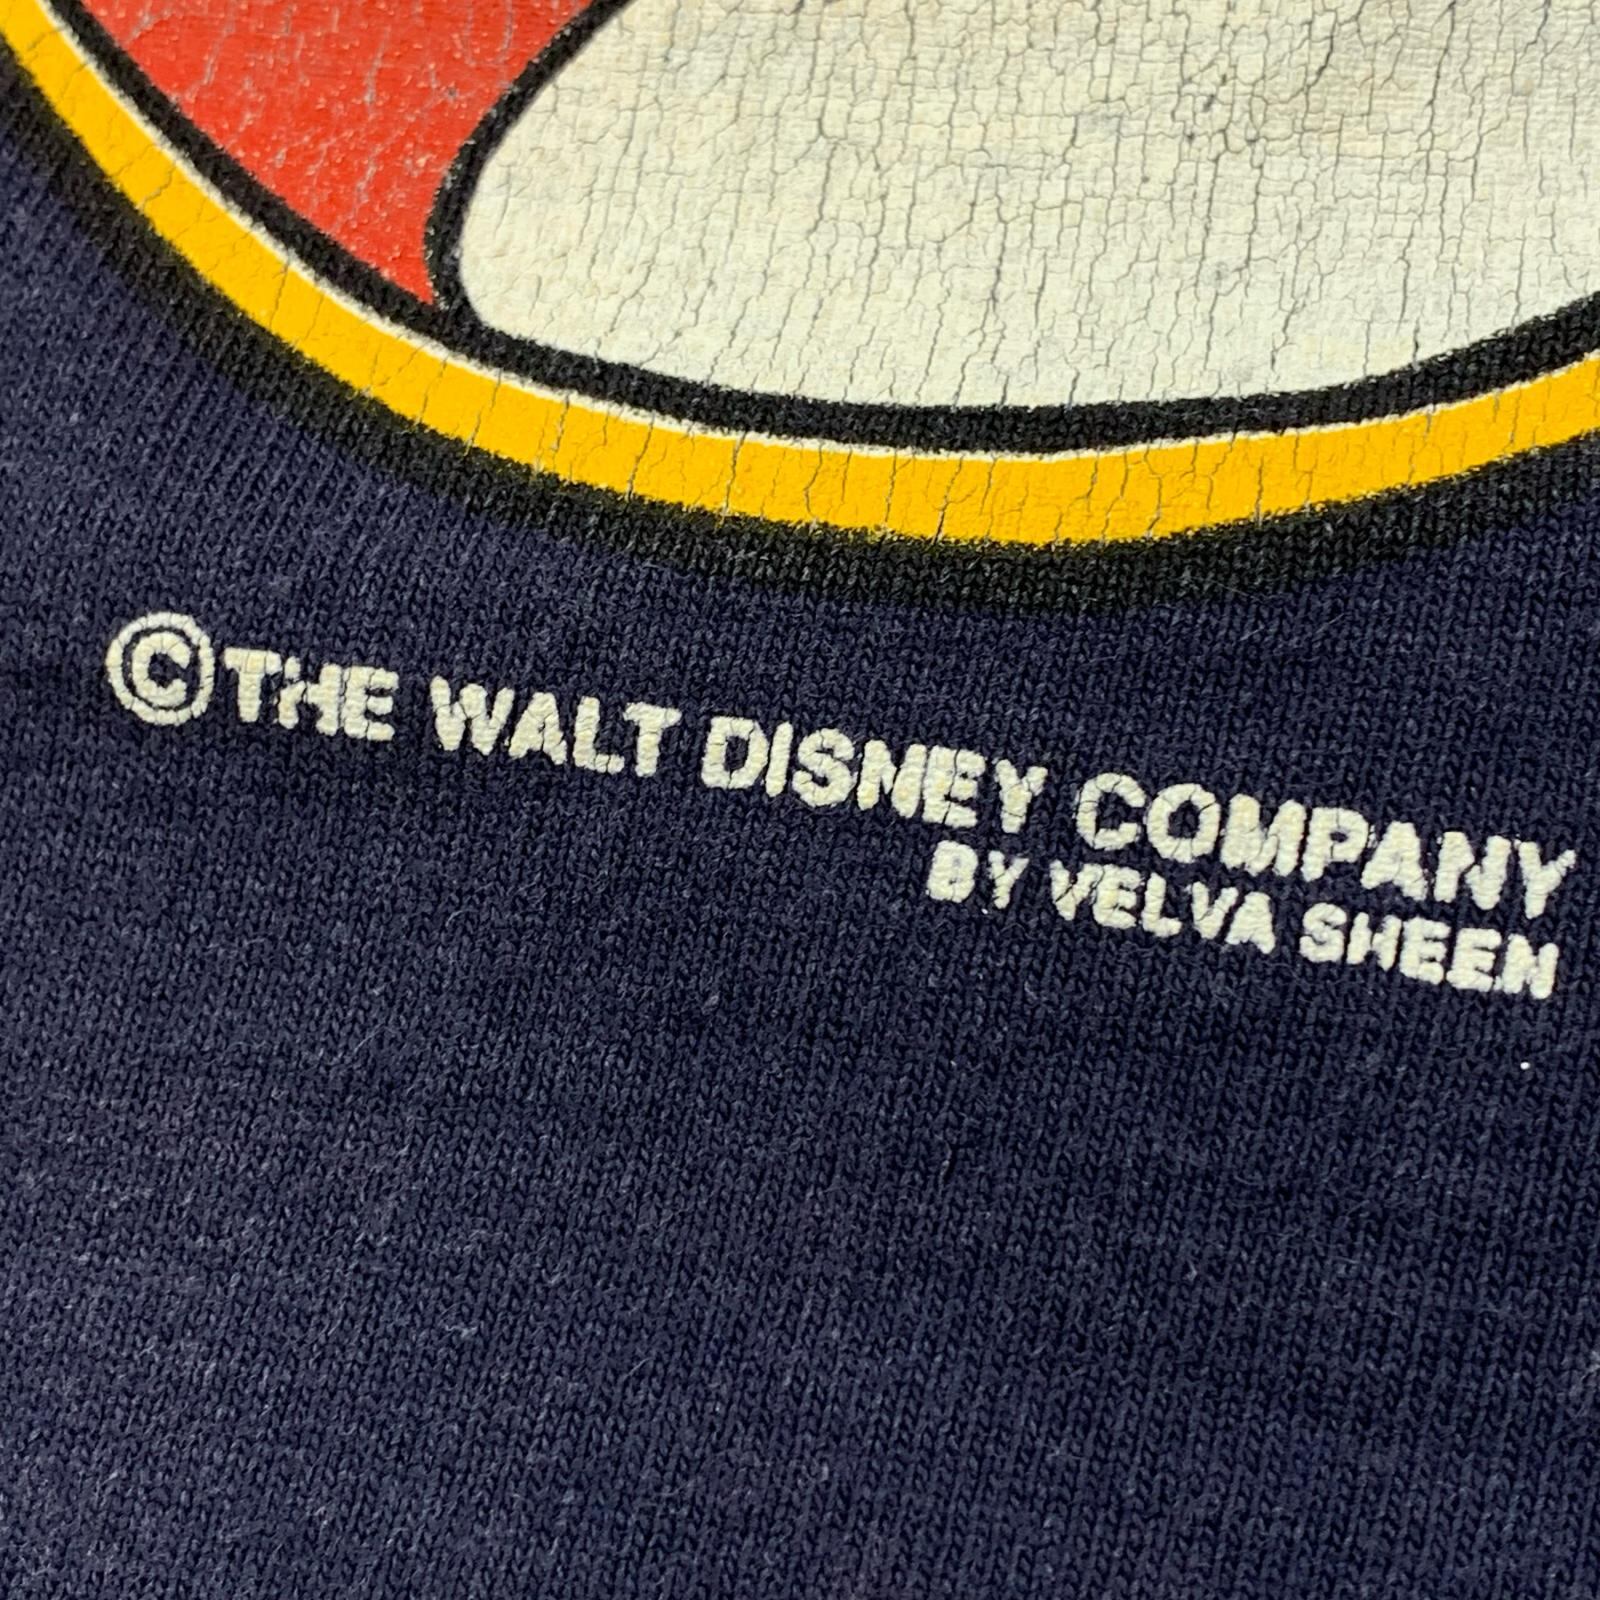 ©THE WALT DISNEY COMPANY
BY VELVA SHEEN